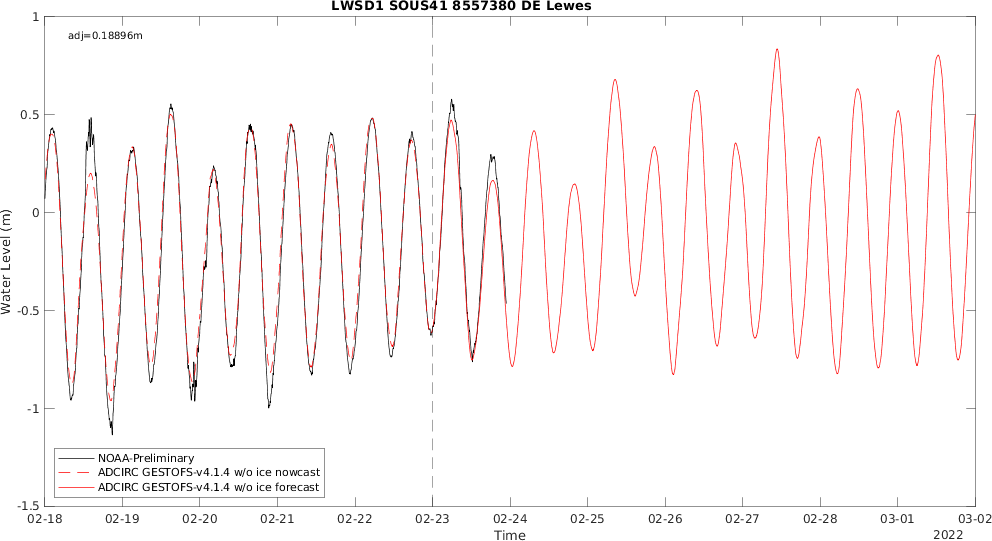 LWSD1 SOUS41 8557380 DE Lewes
adj=0.18896m
1
0.5
0
-0.5
-1
-1.5
Water Level (m)
NOAA-Preliminary
ADCIRC GESTOFS-v4.1.4 w/o ice nowcast
ADCIRC GESTOFS-v4.1.4 w/o ice forecast
02-18 02-19 02-20 02-21 02-22 02-23 02-24 02-25 02-26 02-27 02-28 03-01 03-02
Time
2022